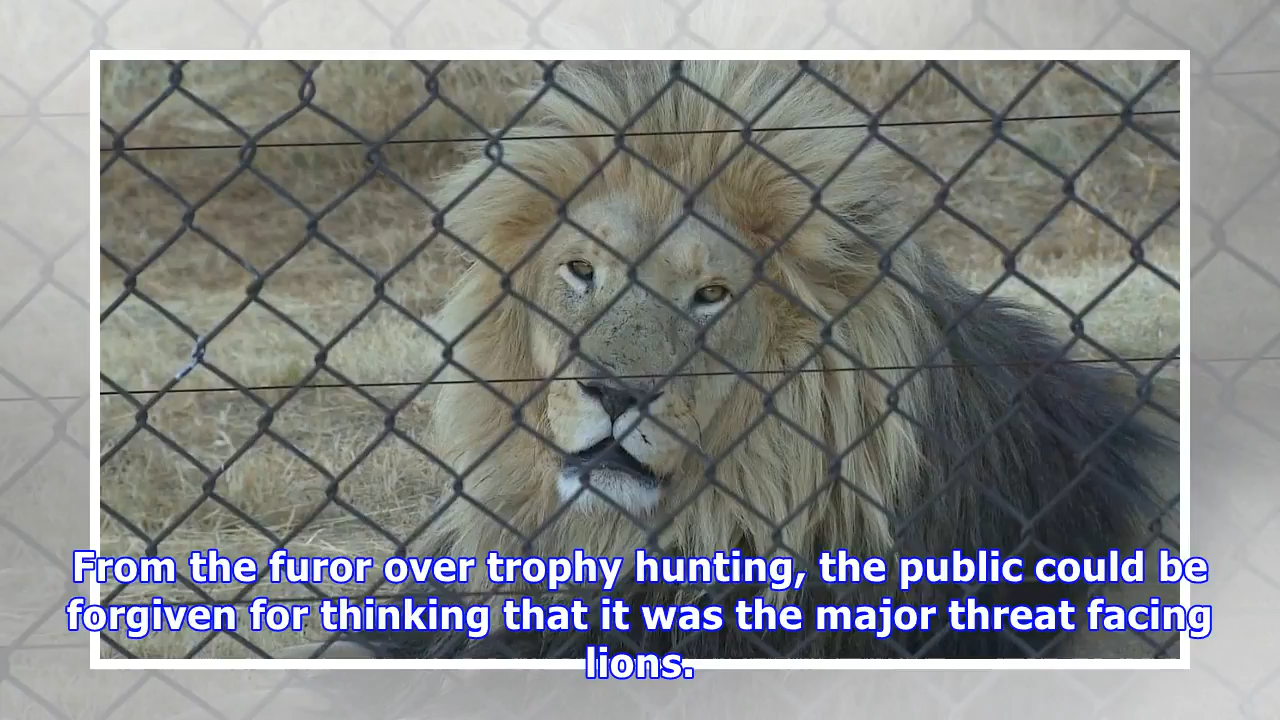 From the furor over trophy hunting, the public could be
forgiven for thinking that it was the major threat facing
lions.